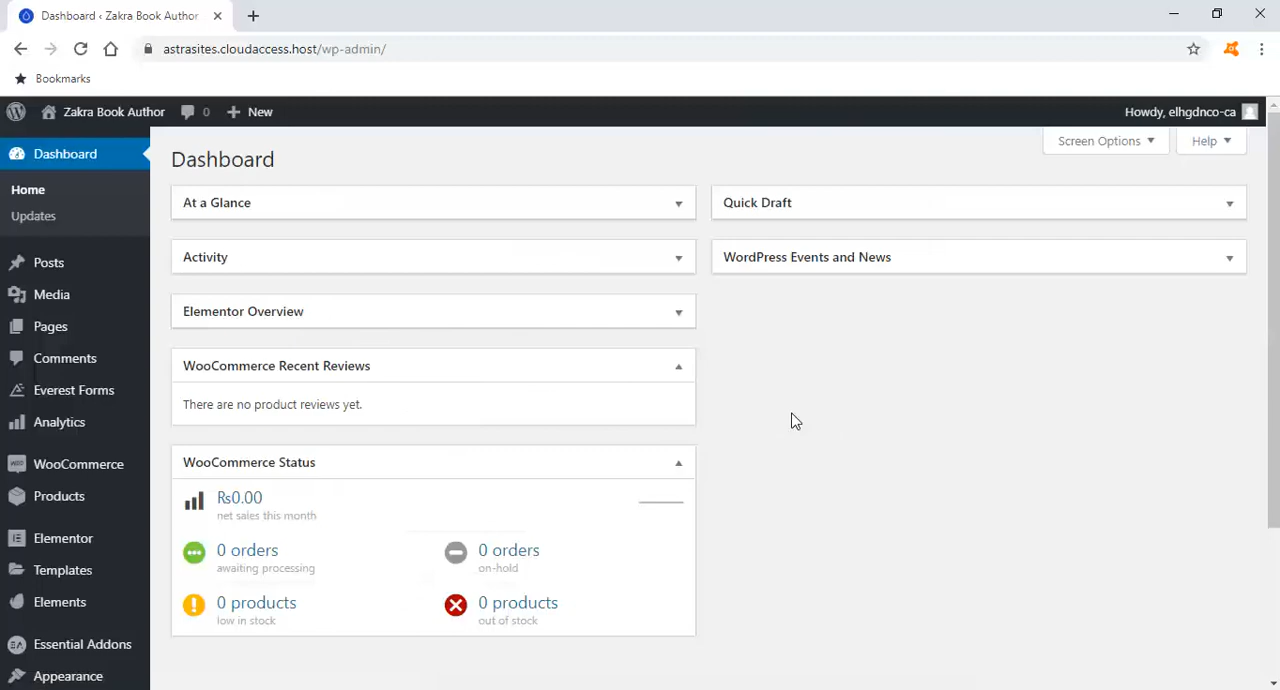 Dashboard ‹ Zakra Book Author
astrasites.cloudaccess.host/wp-admin/
Bookmarks
Zakra Book Author 0 New Howdy, elhgdnco-ca
Dashboard
Home
Updates
Posts
Media
Pages
Comments
Everest Forms
Analytics
WooCommerce
Products
Elementor
Templates
Elements
Essential Addons
Appearance
Screen Options Help
Dashboard
At a Glance
Activity
Elementor Overview
WooCommerce Recent Reviews
There are no product reviews yet.
WooCommerce Status
₨0.00
net sales this month
0 orders
awaiting processing
0 orders
on-hold
0 products
low in stock
0 products
out of stock
Quick Draft
WordPress Events and News